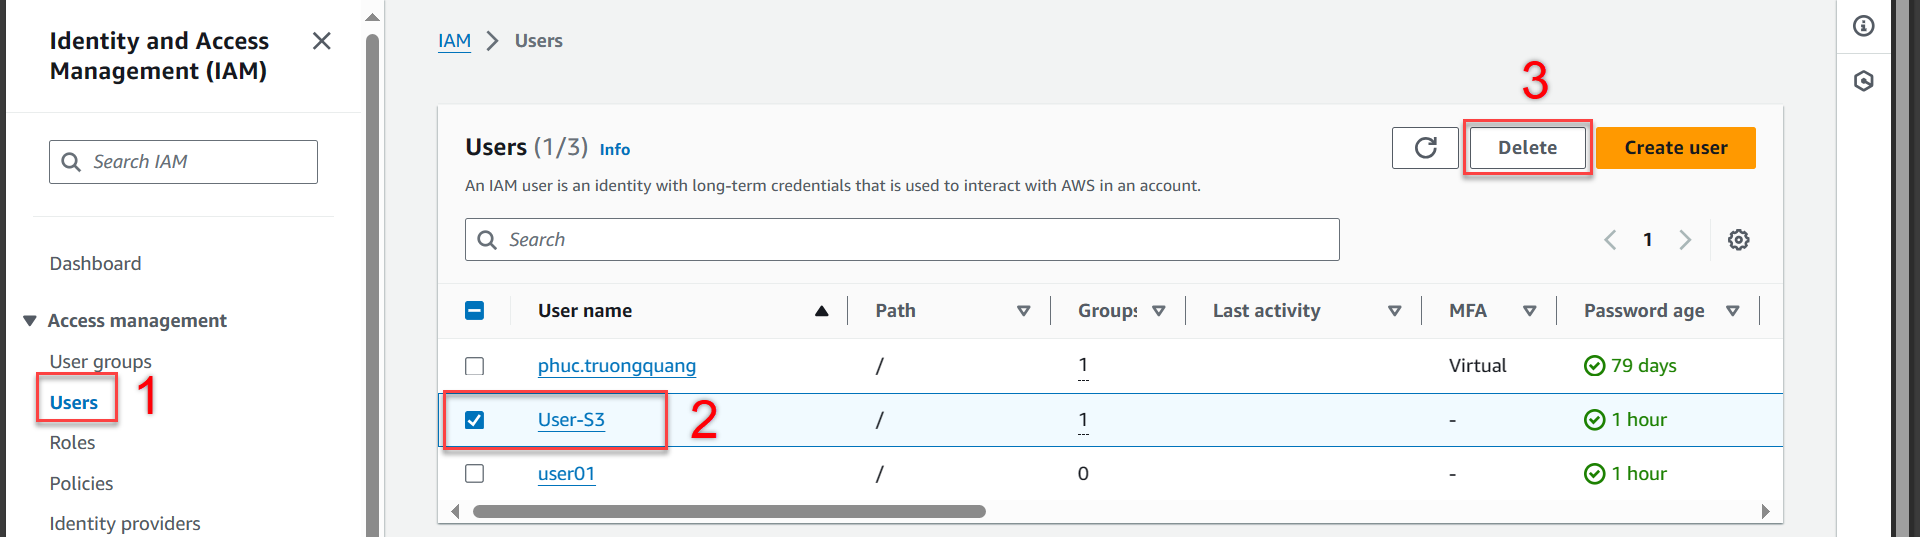 Identity and Access
Management (IAM)
Search IAM
Dashboard
Access management
User groups
Users
1
Roles
Policies
Identity providers
IAM > Users
3
Users (1/3) Info
Delete
Create user
An IAM user is an identity with long-term credentials that is used to interact with AWS in an account.
Search
1
User name Path Groups Last activity MFA Password age
phuc.truongquang / 1 Virtual 79 days
User-S3 2 / 1 - 1 hour
user01 / 0 - 1 hour